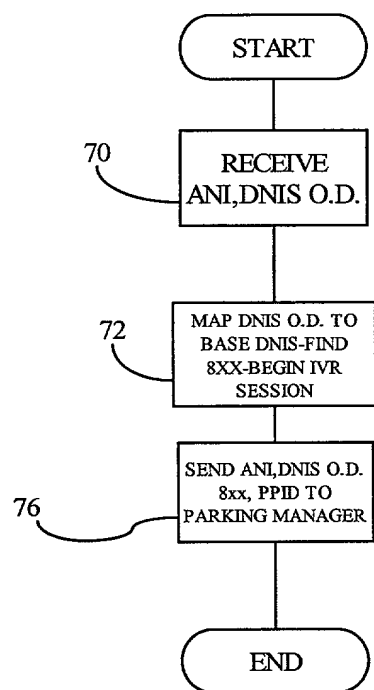 START
70
RECEIVE
ANI,DNIS O.D.
72
MAP DNIS O.D. TO
BASE DNIS-FIND
8XX-BEGIN IVR
SESSION
76
SEND ANI,DNIS O.D.
8xx, PPID TO
PARKING MANAGER
END